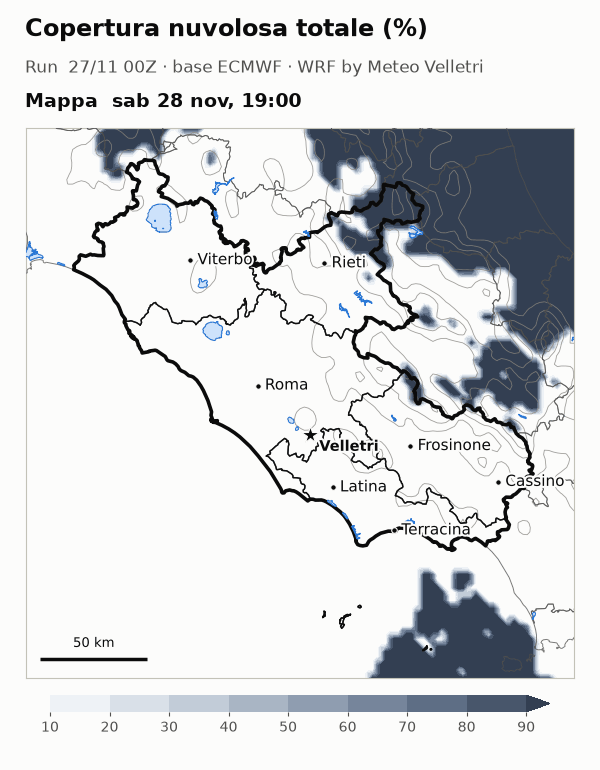 Copertura nuvolosa totale (%)
Run  27/11 00Z · base ECMWF · WRF by Meteo Velletri
Mappa  sab 28 nov, 19:00
Viterbo
Rieti
Roma
Velletri
Frosinone
Latina
Cassino
Terracina
50 km
10 20 30 40 50 60 70 80 90